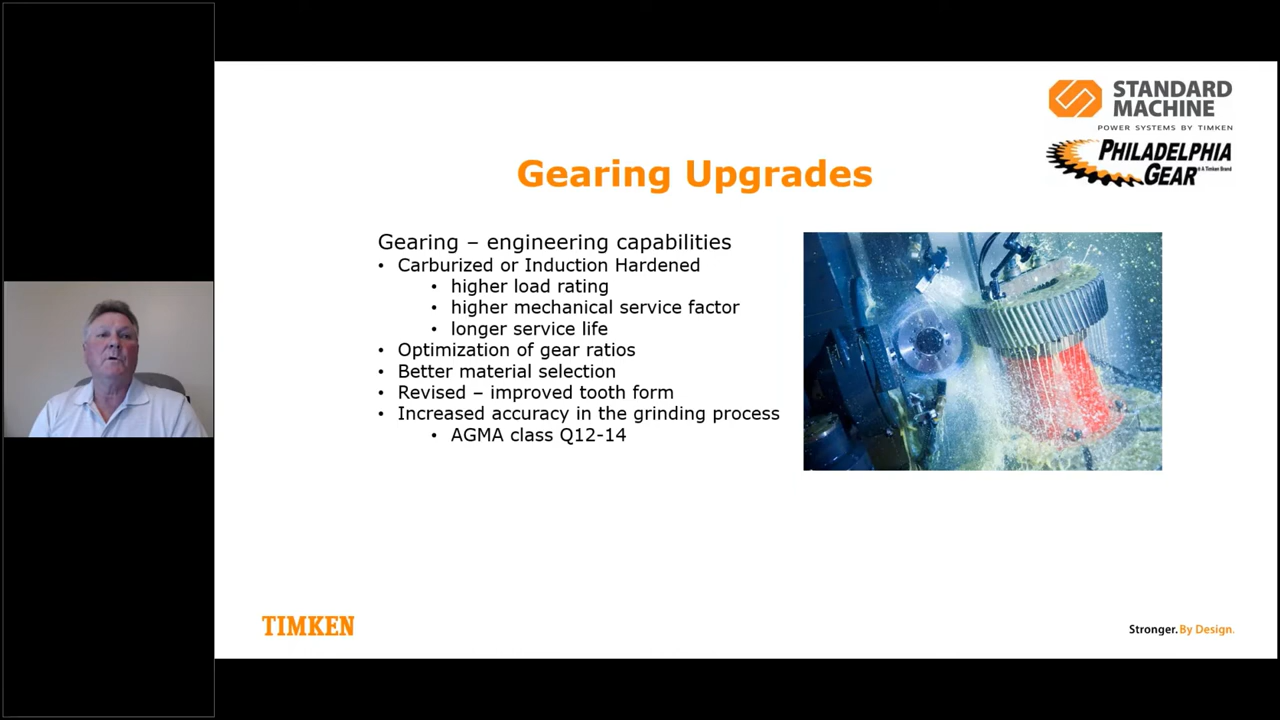 STANDARD
MACHINE
POWER SYSTEMS BY TIMKEN
PHILADELPHIA
GEAR
A Timken Brand
Gearing Upgrades
Gearing – engineering capabilities
• Carburized or Induction Hardened
• higher load rating
• higher mechanical service factor
• longer service life
• Optimization of gear ratios
• Better material selection
• Revised – improved tooth form
• Increased accuracy in the grinding process
• AGMA class Q12-14
TIMKEN
Stronger. By Design.